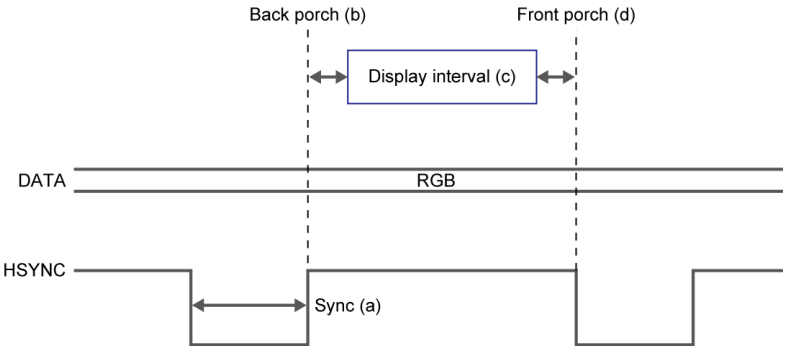 Back porch (b)
Front porch (d)
Display interval (c)
DATA
RGB
HSYNC
Sync (a)